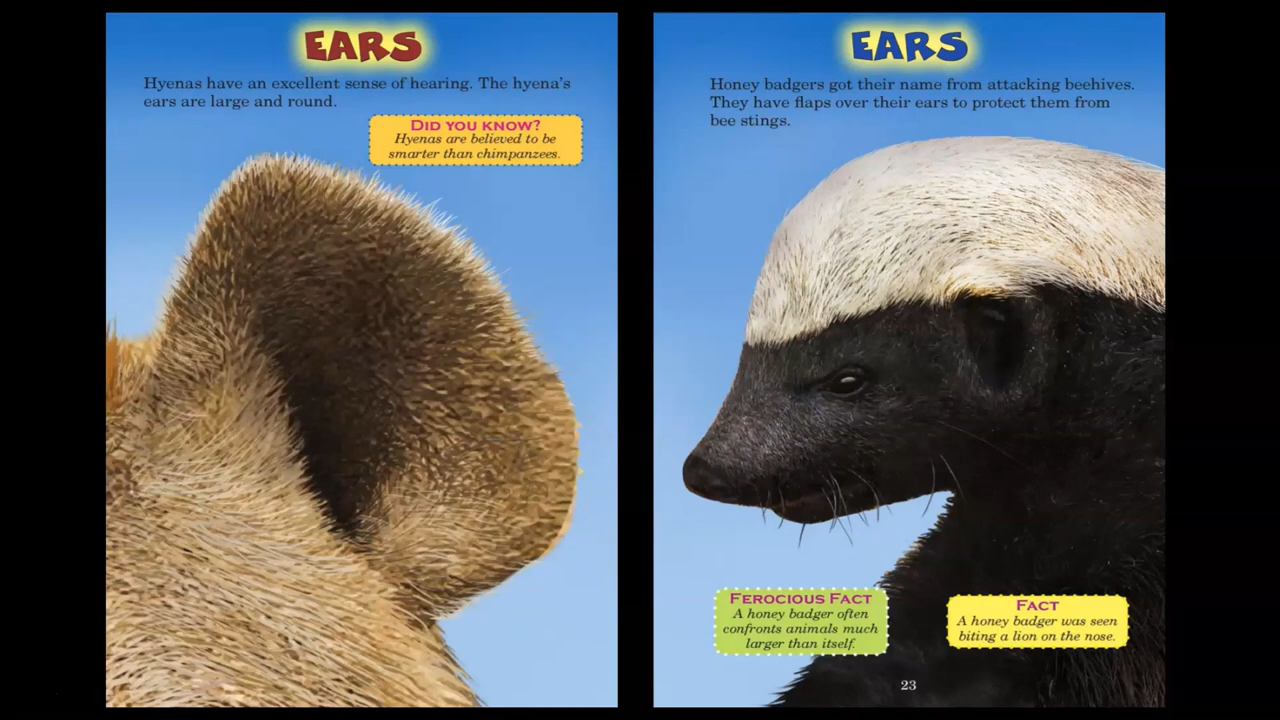 EARS
Hyenas have an excellent sense of hearing. The hyena's
ears are large and round.
DID YOU KNOW?
Hyenas are believed to be
smarter than chimpanzees.
EARS
Honey badgers got their name from attacking beehives.
They have flaps over their ears to protect them from
bee stings.
FEROCIOUS FACT
A honey badger often
confronts animals much
larger than itself.
FACT
A honey badger was seen
biting a lion on the nose.
23